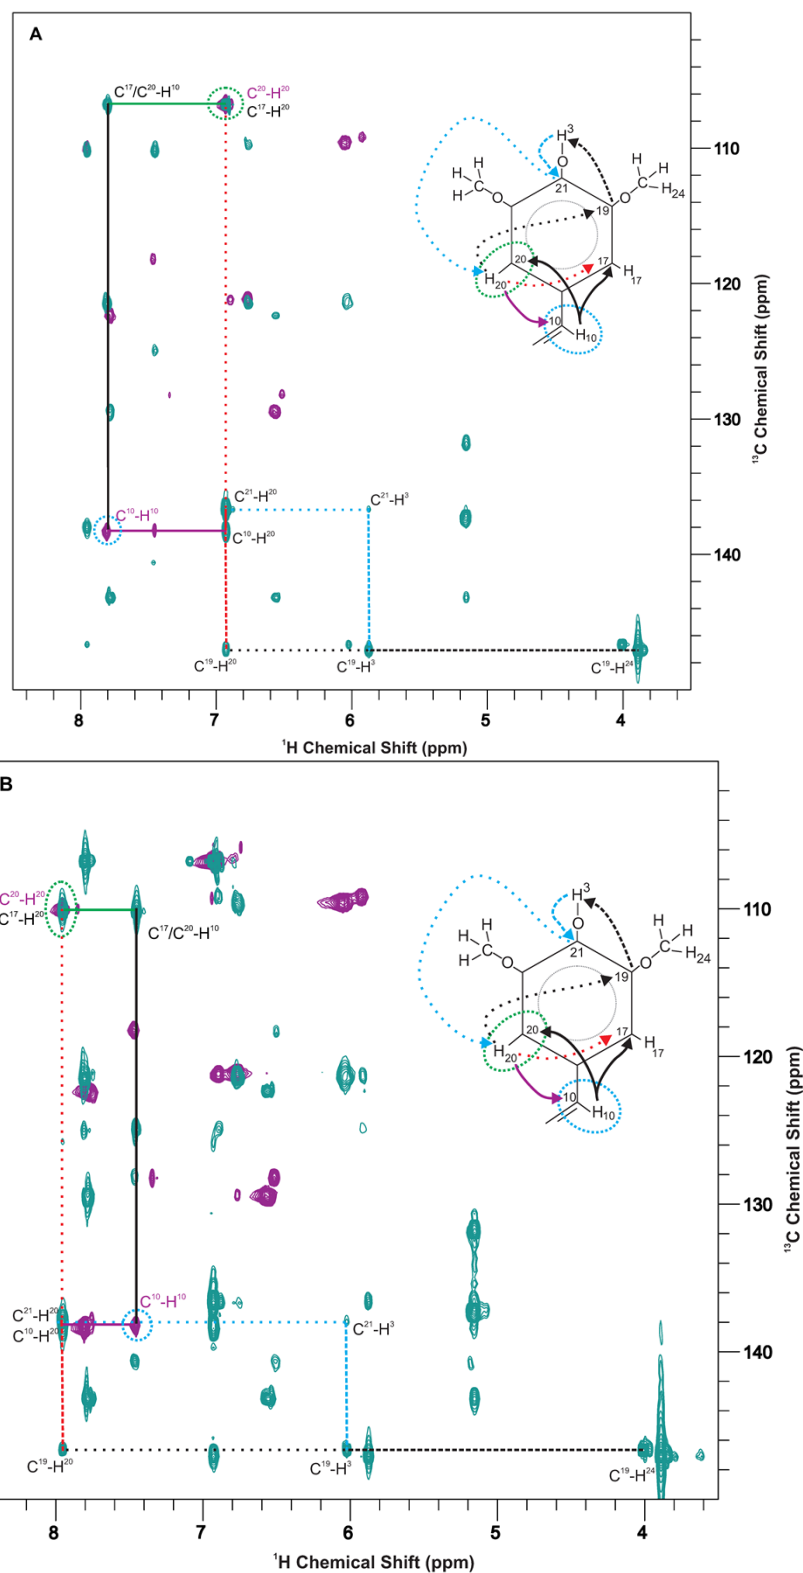 A
C17/C20-H10
C20-H20
C17-H20
H3
O
21
H
H
H
C
O
19
O
C
H
H
H24
20
H20
17
H17
10
H10
110
120
130
140
13C Chemical Shift (ppm)
C21-H20
C21-H3
C10-H10
C10-H20
C19-H20
C19-H3
C19-H24
8 7 6 5 4
1H Chemical Shift (ppm)
B
C20-H20
C17-H20
C17/C20-H10
H3
O
21
H
H
H
C
O
19
O
C
H
H
H24
20
H20
17
H17
10
H10
110
120
130
140
13C Chemical Shift (ppm)
C10-H10
C21-H20
C10-H20
C21-H3
C19-H20
C19-H3
C19-H24
8 7 6 5 4
1H Chemical Shift (ppm)